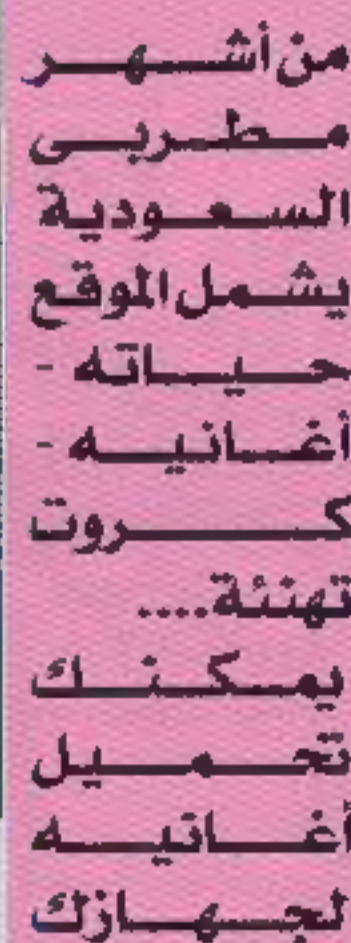 من أشهر
مطربى
السعودية
يشمل الموقع
حياته -
أغانيه -
كروت
تهنئة....
يمكنك
تحميل
أغانيه
لجهازك